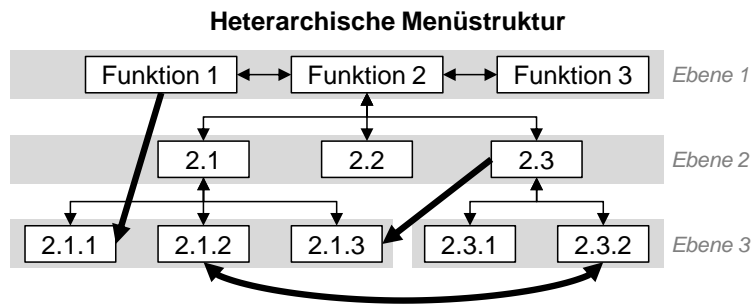 Heterarchische Menüstruktur
Funktion 1 Funktion 2 Funktion 3 Ebene 1
2.1 2.2 2.3 Ebene 2
2.1.1 2.1.2 2.1.3 2.3.1 2.3.2 Ebene 3